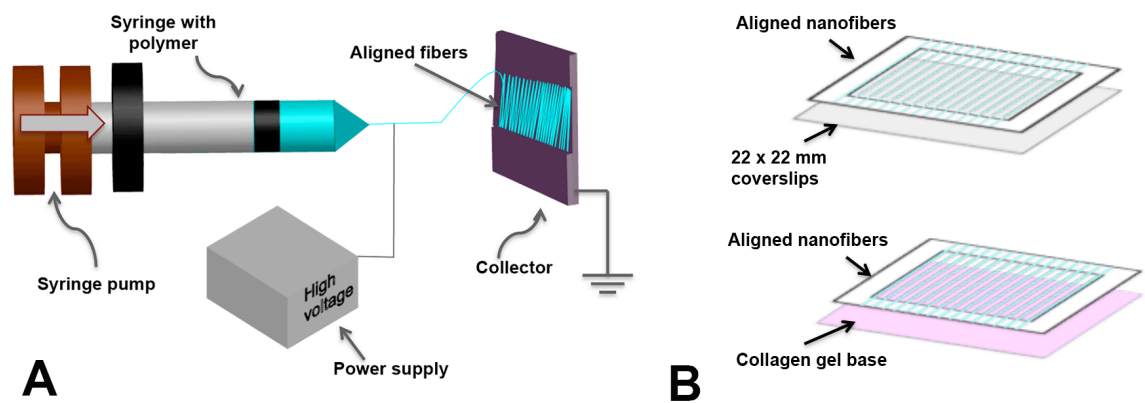 Syringe with
polymer
Aligned fibers
Syringe pump
High
voltage
Power supply
Collector
A
Aligned nanofibers
22 x 22 mm
coverslips
Aligned nanofibers
Collagen gel base
B